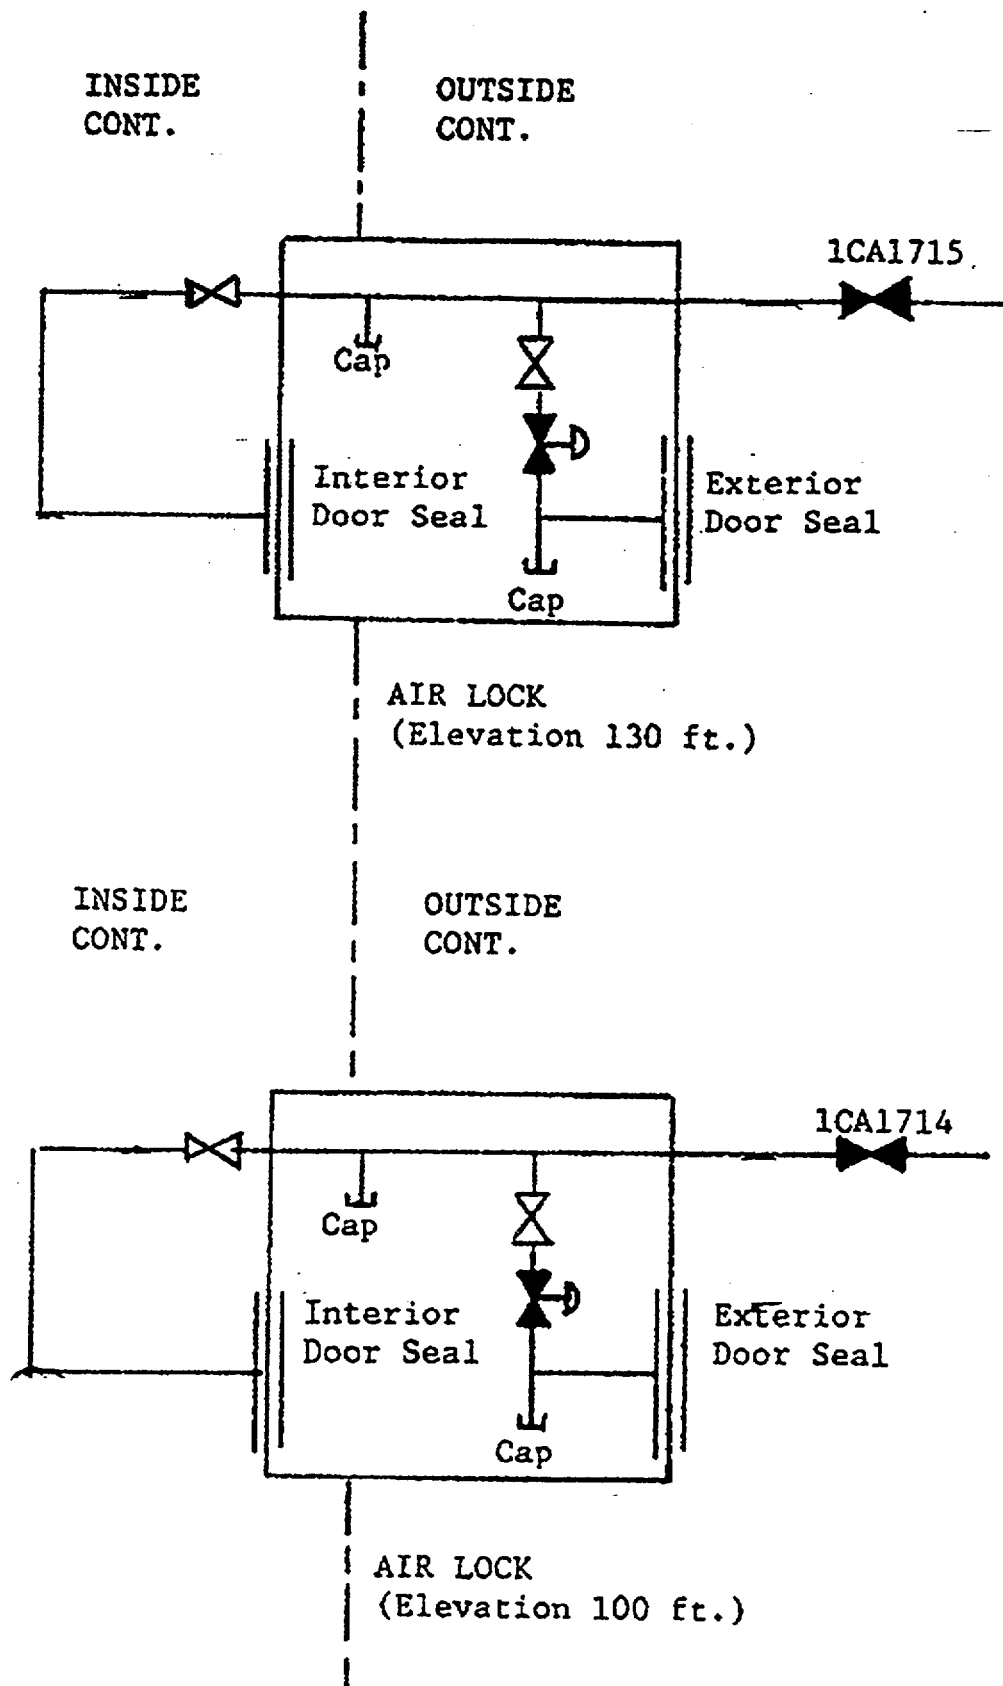 INSIDE
CONT.
OUTSIDE
CONT.
1CA1715
Cap
Interior
Door Seal
Exterior
Door Seal
Cap
AIR LOCK
(Elevation 130 ft.)
INSIDE
CONT.
OUTSIDE
CONT.
1CA1714
Cap
Interior
Door Seal
Exterior
Door Seal
Cap
AIR LOCK
(Elevation 100 ft.)